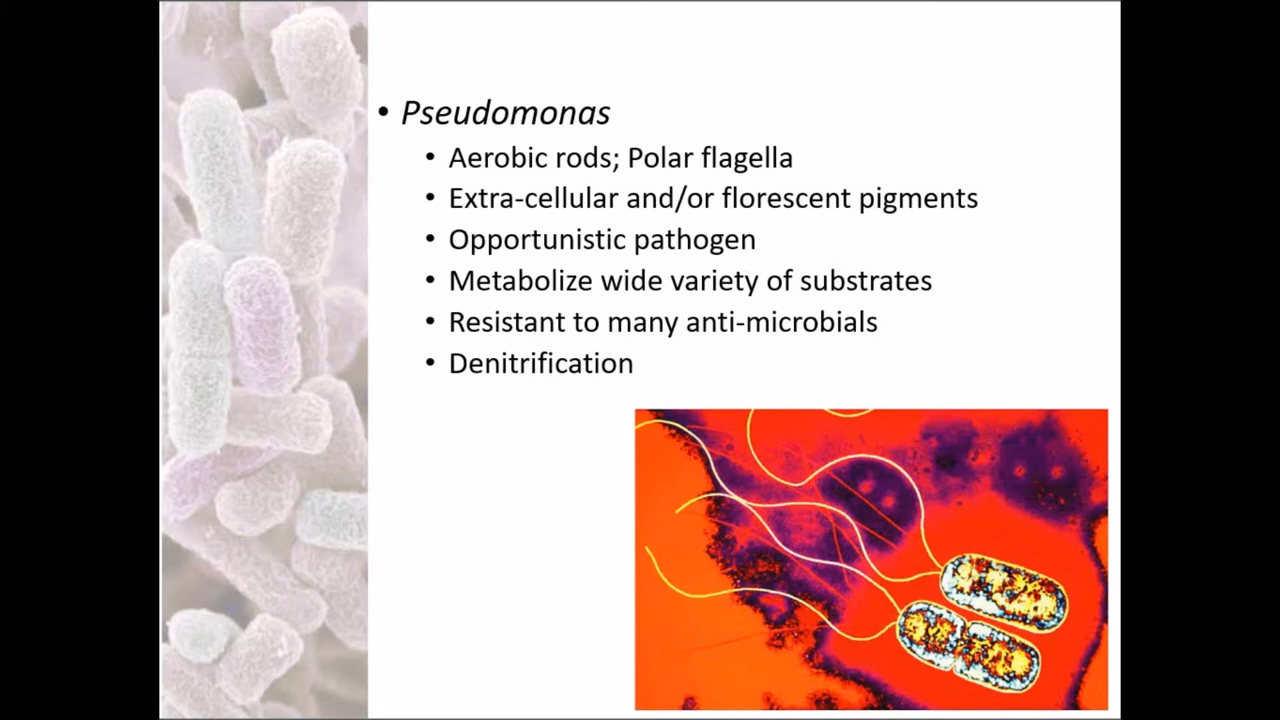 • Pseudomonas
• Aerobic rods; Polar flagella
• Extra-cellular and/or florescent pigments
• Opportunistic pathogen
• Metabolize wide variety of substrates
• Resistant to many anti-microbials
• Denitrification